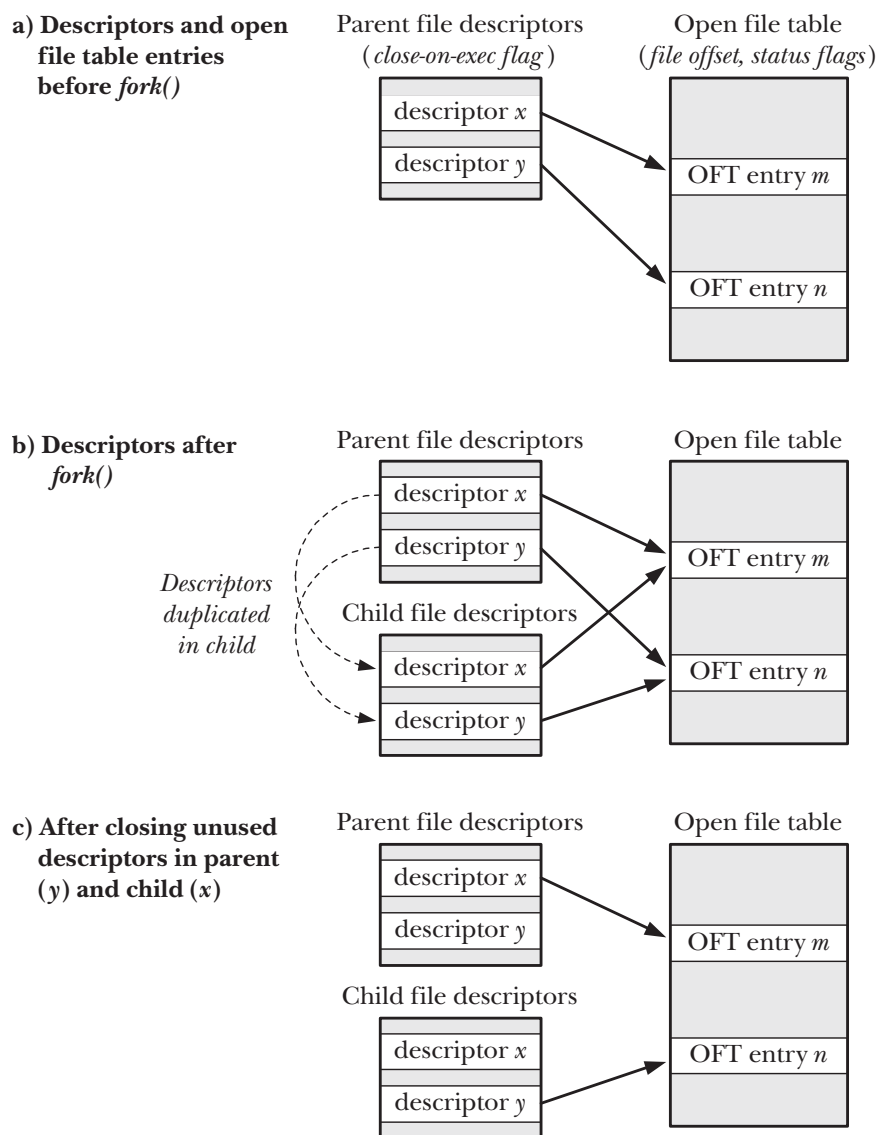 a) Descriptors and open
file table entries
before fork()
Parent file descriptors
(close-on-exec flag)
Open file table
(file offset, status flags)
descriptor x
descriptor y
OFT entry m
OFT entry n
b) Descriptors after
fork()
Parent file descriptors
Open file table
descriptor x
descriptor y
Descriptors
duplicated
in child
Child file descriptors
descriptor x
descriptor y
OFT entry m
OFT entry n
c) After closing unused
descriptors in parent
(y) and child (x)
Parent file descriptors
Open file table
descriptor x
descriptor y
Child file descriptors
descriptor x
descriptor y
OFT entry m
OFT entry n